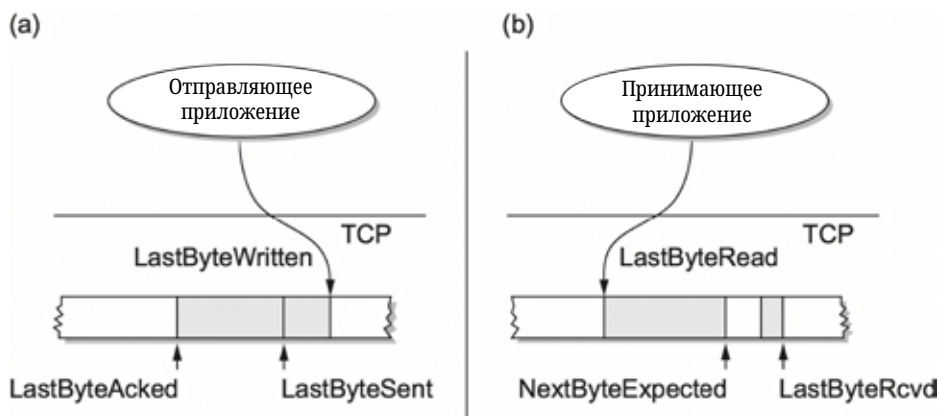 (a)
Отправляющее
приложение
TCP
LastByteWritten
LastByteAcked
LastByteSent
(b)
Принимающее
приложение
TCP
LastByteRead
NextByteExpected
LastByteRcvd